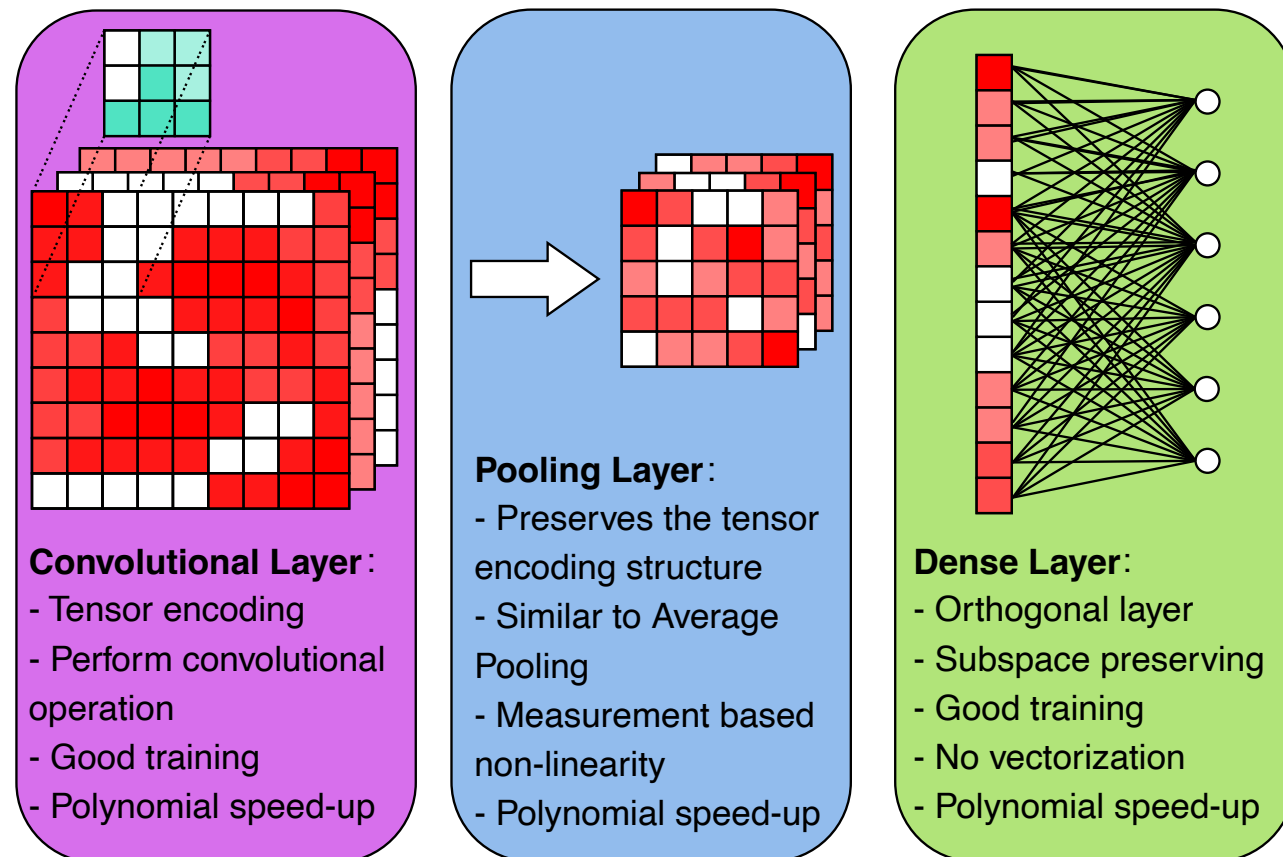 Convolutional Layer:
- Tensor encoding
- Perform convolutional
operation
- Good training
- Polynomial speed-up
Pooling Layer:
- Preserves the tensor
encoding structure
- Similar to Average
Pooling
- Measurement based
non-linearity
- Polynomial speed-up
Dense Layer:
- Orthogonal layer
- Subspace preserving
- Good training
- No vectorization
- Polynomial speed-up